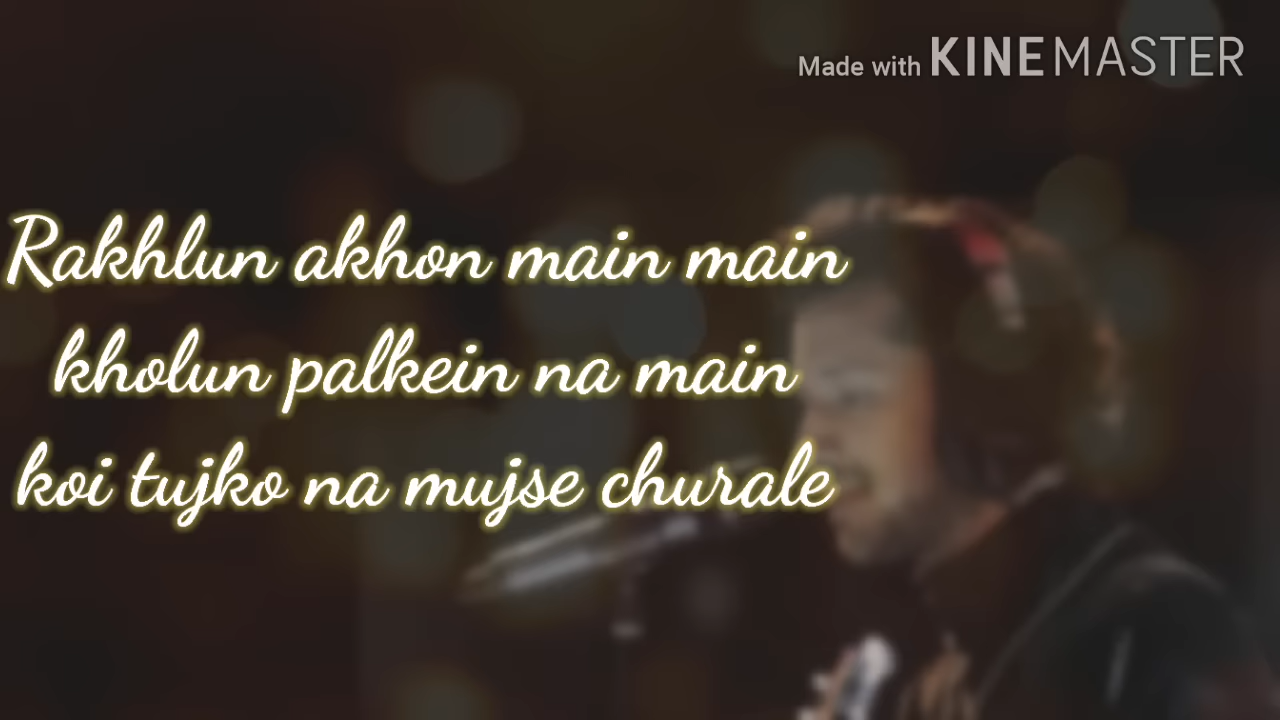 Made with KINEMASTER
Rakhlun akhon main main
kholun palkein na main
koi tujko na mujse churale